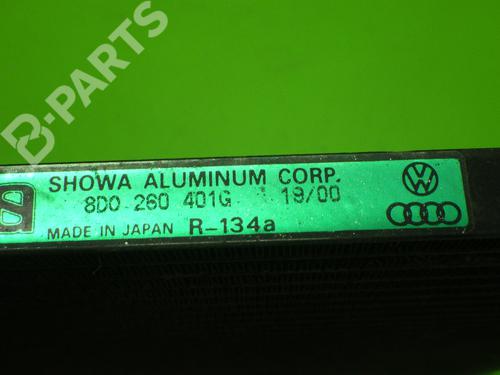 B-PARTS
SHOWA ALUMINUM CORP.
8D0 260 401G 19/00
MADE IN JAPAN R-134a